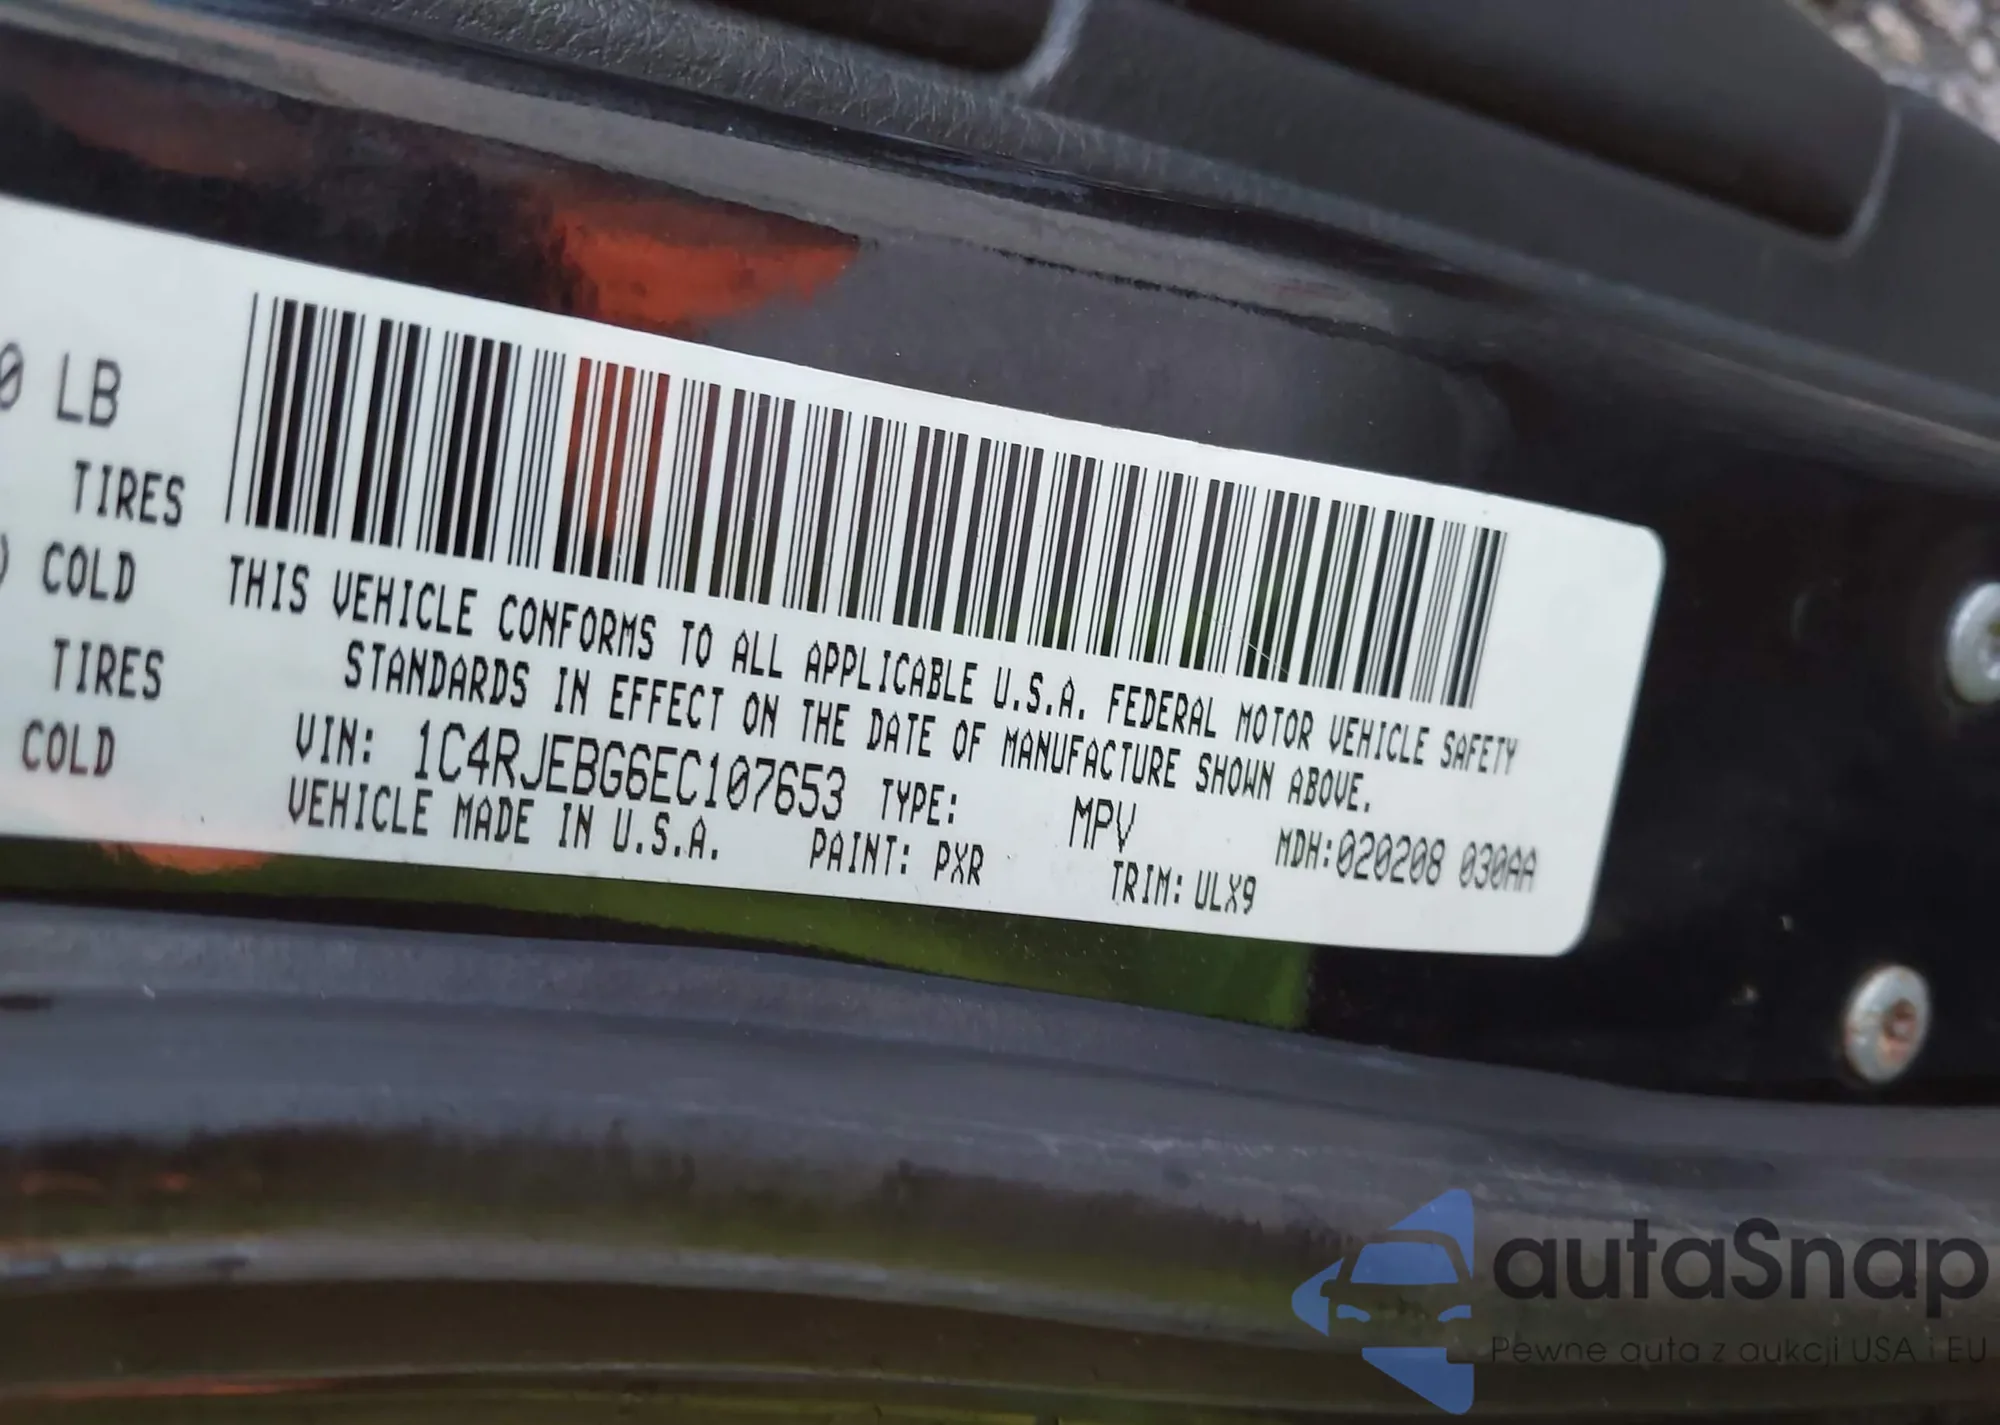 0 LB
TIRES
) COLD
TIRES
COLD
THIS VEHICLE CONFORMS TO ALL APPLICABLE U.S.A. FEDERAL MOTOR VEHICLE SAFETY
STANDARDS IN EFFECT ON THE DATE OF MANUFACTURE SHOWN ABOVE.
VIN: 1C4RJEBG6EC107653 TYPE: MPV MDH:020208 030AA
VEHICLE MADE IN U.S.A. PAINT: PXR TRIM: ULX9
autaSnap
Pewne auta z aukcji USA i EU